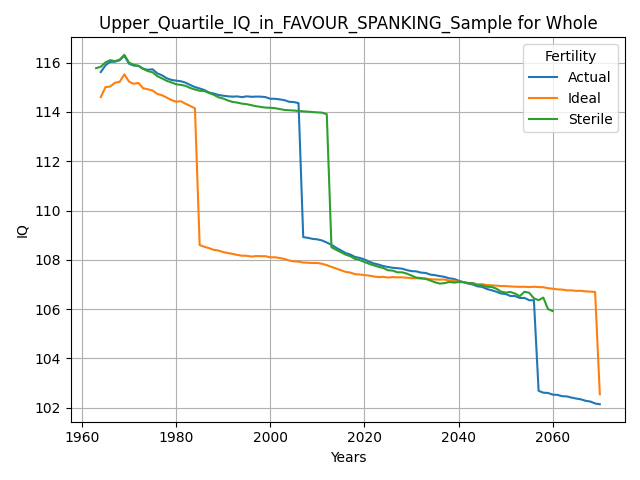 Upper_Quartile_IQ_in_FAVOUR_SPANKING_Sample for Whole
Fertility
Actual
Ideal
Sterile
116
114
112
110
108
106
104
102
IQ
1960
1980
2000
2020
2040
2060
Years